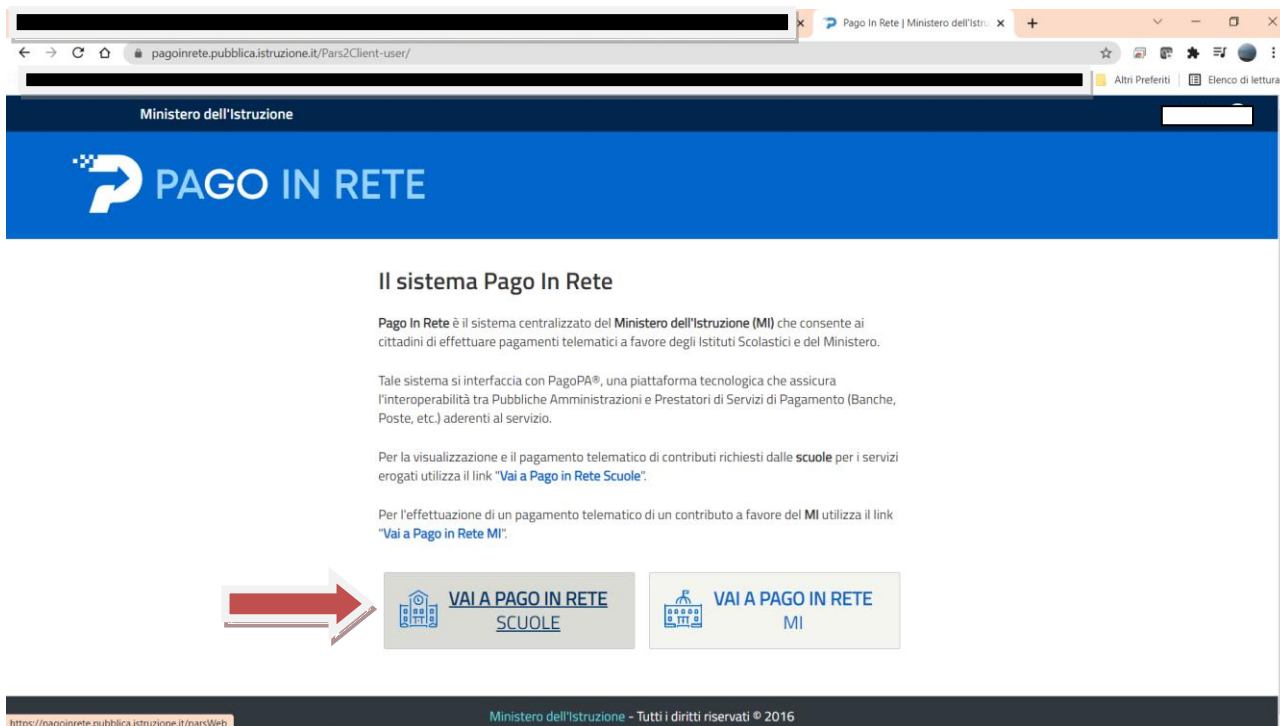 Pago In Rete | Ministero dell'Istru
pagoinrete.pubblica.istruzione.it/Pars2Client-user/
Altri Preferiti
Elenco di lettura
Ministero dell'Istruzione
PAGO IN RETE
Il sistema Pago In Rete
Pago In Rete è il sistema centralizzato del Ministero dell'Istruzione (MI) che consente ai
cittadini di effettuare pagamenti telematici a favore degli Istituti Scolastici e del Ministero.
Tale sistema si interfaccia con PagoPA®, una piattaforma tecnologica che assicura
l'interoperabilità tra Pubbliche Amministrazioni e Prestatori di Servizi di Pagamento (Banche,
Poste, etc.) aderenti al servizio.
Per la visualizzazione e il pagamento telematico di contributi richiesti dalle scuole per i servizi
erogati utilizza il link "Vai a Pago in Rete Scuole".
Per l'effettuazione di un pagamento telematico di un contributo a favore del MI utilizza il link
"Vai a Pago in Rete MI".
VAI A PAGO IN RETE
SCUOLE
VAI A PAGO IN RETE
MI
Ministero dell'Istruzione - Tutti i diritti riservati © 2016
https://pagoinrete.pubblica.istruzione.it/parsWeb